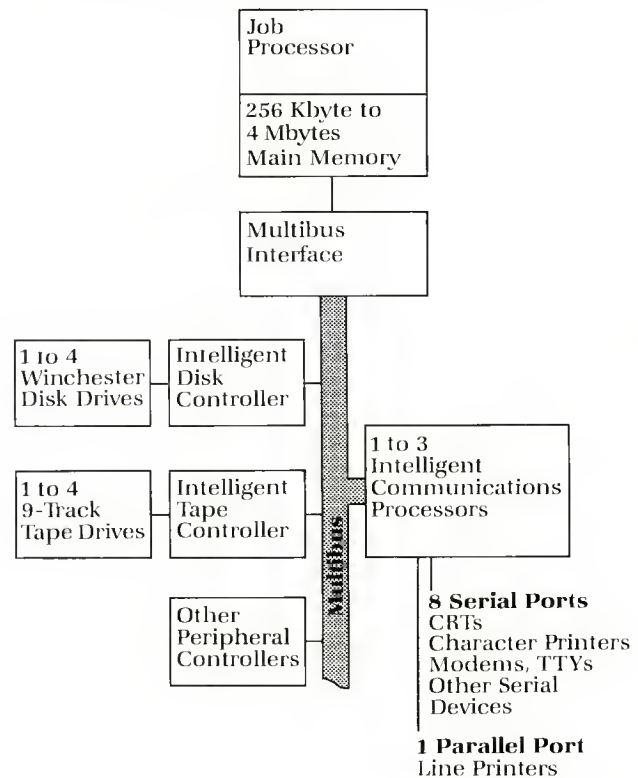 Job
Processor
256 Kbyte to
4 Mbytes
Main Memory
Multibus
Interface
1 to 4
Winchester
Disk Drives
Intelligent
Disk
Controller
1 to 3
Intelligent
Communications
Processors
1 to 4
9-Track
Tape Drives
Intelligent
Tape
Controller
Multibus
Other
Peripheral
Controllers
8 Serial Ports
CRTs
Character Printers
Modems, TTYs
Other Serial
Devices
1 Parallel Port
Line Printers